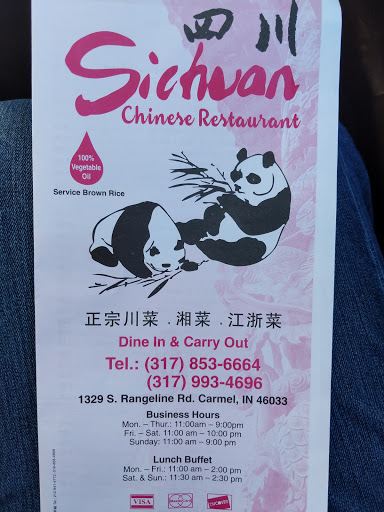 四川
Sichuan
Chinese Restaurant
100%
Vegetable
Oil
Service Brown Rice
正宗川菜 . 湘菜 . 江浙菜
Dine In & Carry Out
Tel.: (317) 853-6664
(317) 993-4696
1329 S. Rangeline Rd. Carmel, IN 46033
Business Hours
Mon. – Thur.: 11:00am – 9:00pm
Fri. – Sat. 11:00 am – 10:00 pm
Sunday: 11:00 am – 9:00 pm
Lunch Buffet
Mon. – Fri.: 11:00 am – 2:00 pm
Sat. & Sun.: 11:30 am – 2:30 pm
VISA
MasterCard
DISCOVER